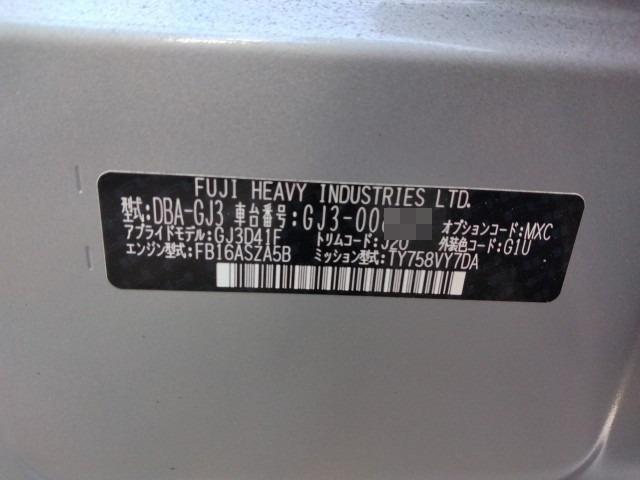 FUJI HEAVY INDUSTRIES LTD.
型式:DBA-GJ3 車台番号:GJ3-00
アプライドモデル:GJ3D41F トリムコード:J20 オプションコード:MXC
エンジン型式:FB16ASZA5B ミッション型式:TY758VY7DA 外装色コード:G1U